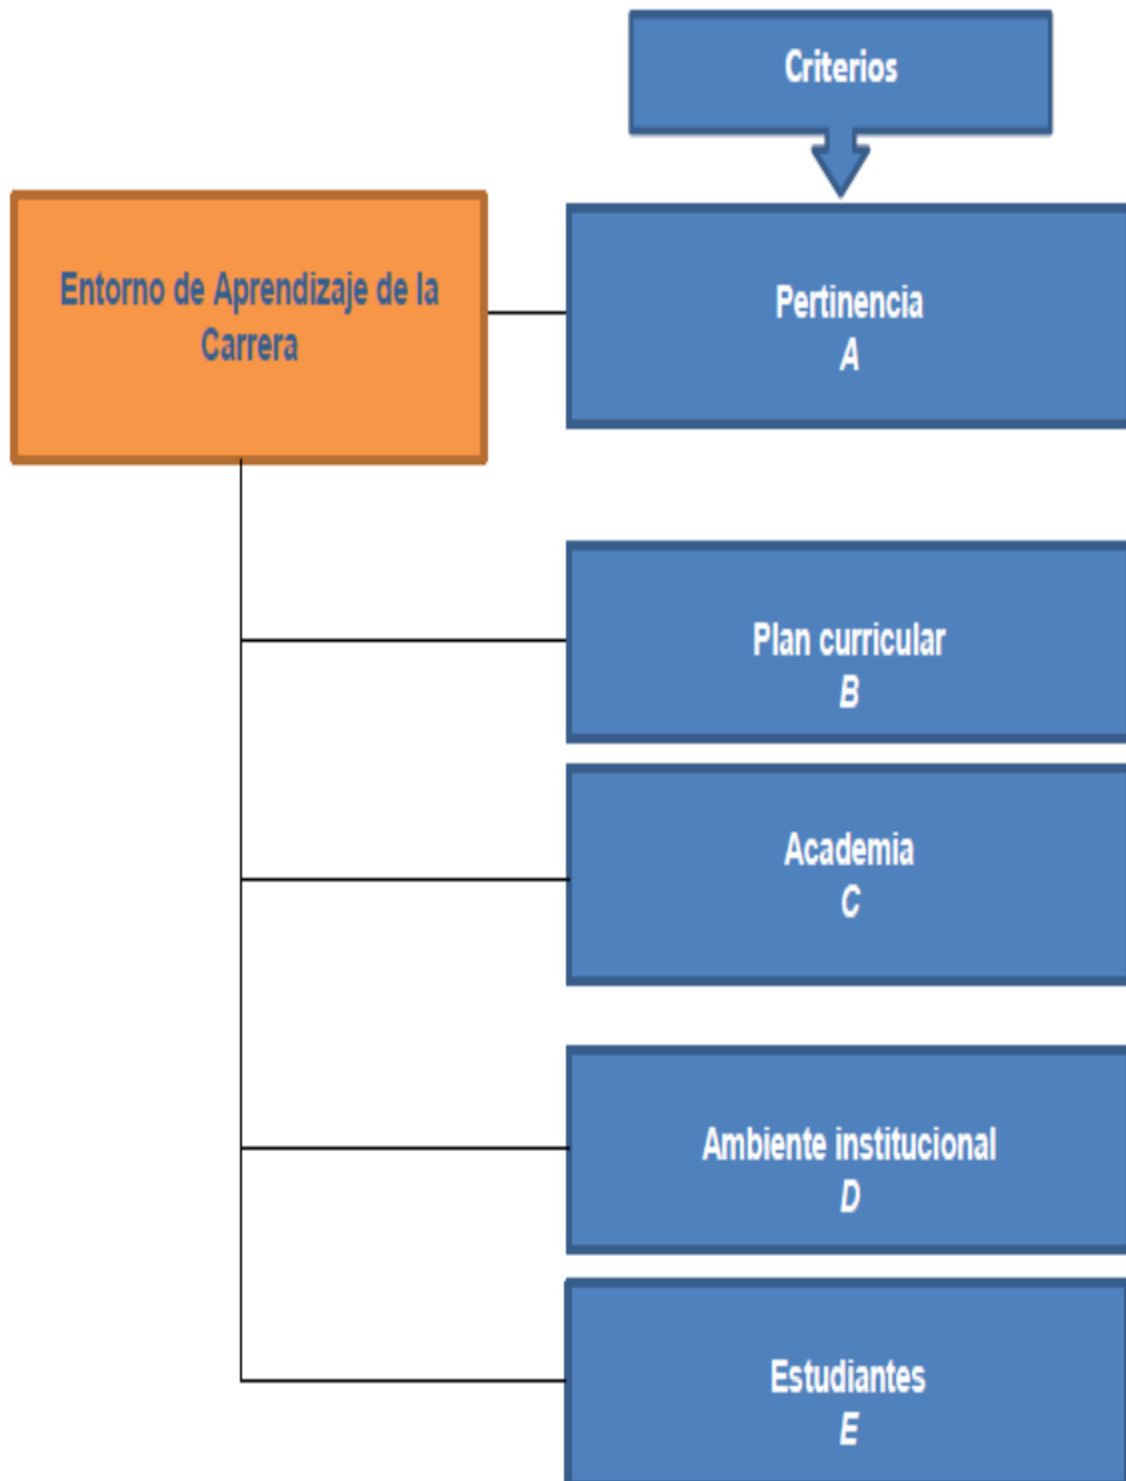 Criterios
Entorno de Aprendizaje de la
Carrera
Pertinencia
A
Plan curricular
B
Academia
C
Ambiente institucional
D
Estudiantes
E